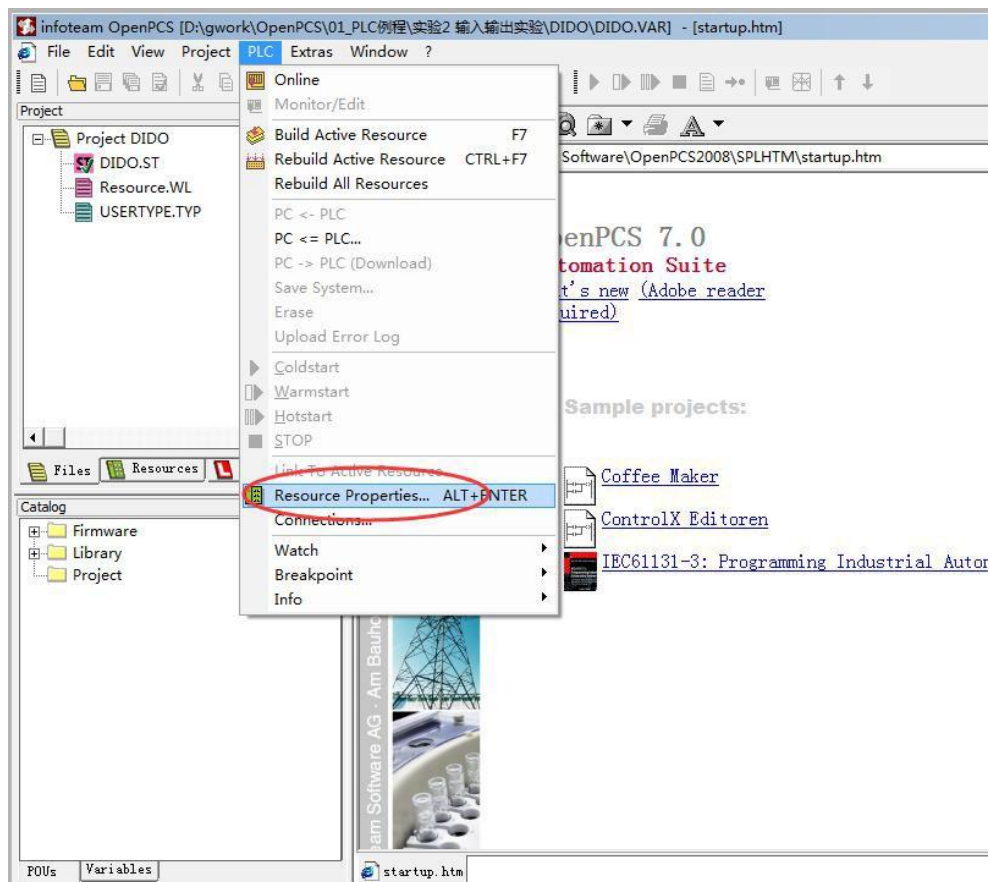 infoteam OpenPCS [D:\gwork\OpenPCS\01_PLC例程\实验2 输入输出实验\DIDO\DIDO.VAR] - [startup.htm]
File Edit View Project PLC Extras Window ?
Project
Project DIDO
DIDO.ST
Resource.WL
USERTYPE.TYP
Files Resources L
Catalog
Firmware
Library
Project
POUs Variables
Online
Monitor/Edit
Build Active Resource F7
Rebuild Active Resource CTRL+F7
Rebuild All Resources
PC <- PLC
PC <= PLC...
PC -> PLC (Download)
Save System...
Erase
Upload Error Log
Coldstart
Warmstart
Hotstart
STOP
Link To Active Resource
Resource Properties... ALT+ENTER
Connections...
Watch
Breakpoint
Info
Software\OpenPCS2008\SPLHTM\startup.htm
enPCS 7.0
tomation Suite
t's new (Adobe reader
uired)
Sample projects:
Coffee Maker
ControlX Editoren
IEC61131-3: Programming Industrial Autor
eam Software AG · Am Bauho
startup.htm